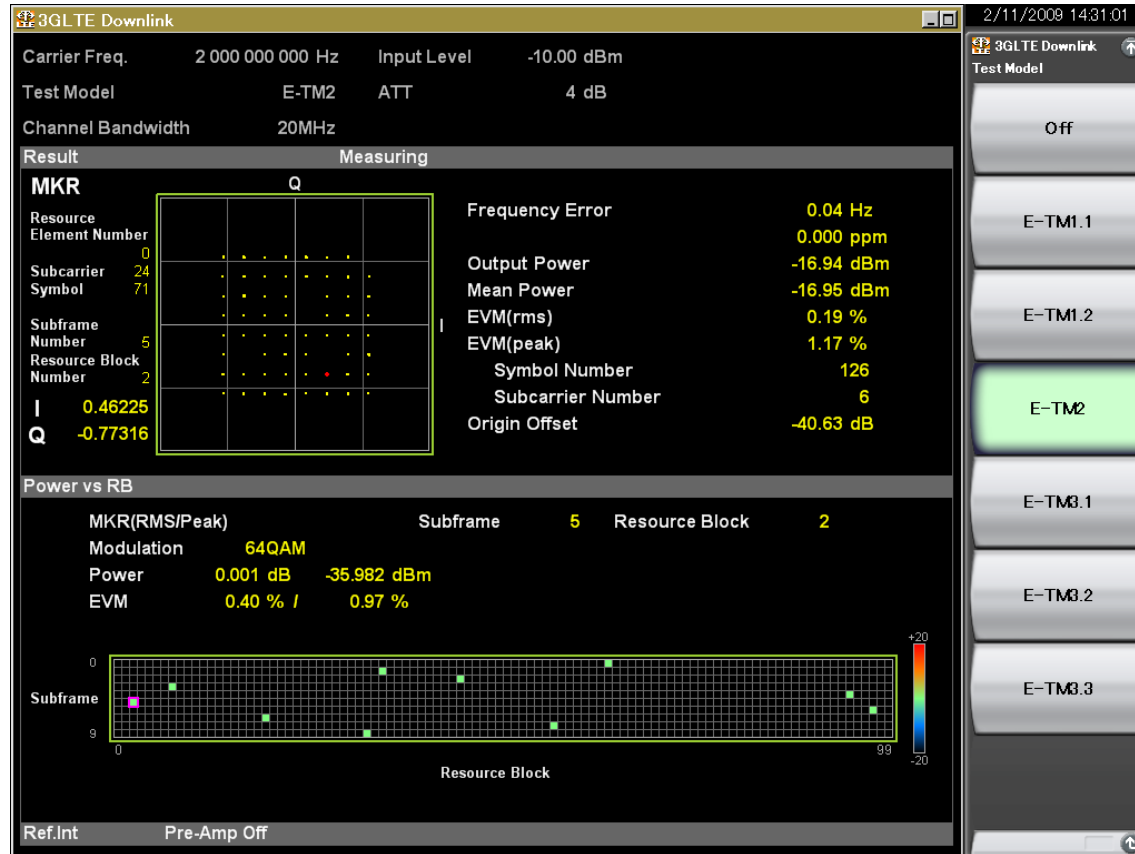 3GLTE Downlink
Carrier Freq. 2 000 000 000 Hz Input Level -10.00 dBm
Test Model E-TM2 ATT 4 dB
Channel Bandwidth 20MHz
Result Measuring
MKR
Resource
Element Number
0
Subcarrier 24
Symbol 71
Subframe
Number 5
Resource Block
Number 2
I 0.46225
Q -0.77316
Q
I
Frequency Error 0.04 Hz
0.000 ppm
Output Power -16.94 dBm
Mean Power -16.95 dBm
EVM(rms) 0.19 %
EVM(peak) 1.17 %
Symbol Number 126
Subcarrier Number 6
Origin Offset -40.63 dB
Power vs RB
MKR(RMS/Peak) Subframe 5 Resource Block 2
Modulation 64QAM
Power 0.001 dB -35.982 dBm
EVM 0.40 % / 0.97 %
+20
0
Subframe
9
0 99
-20
Resource Block
Ref.Int Pre-Amp Off
2/11/2009 14:31:01
3GLTE Downlink
Test Model
Off
E-TM1.1
E-TM1.2
E-TM2
E-TM3.1
E-TM3.2
E-TM3.3